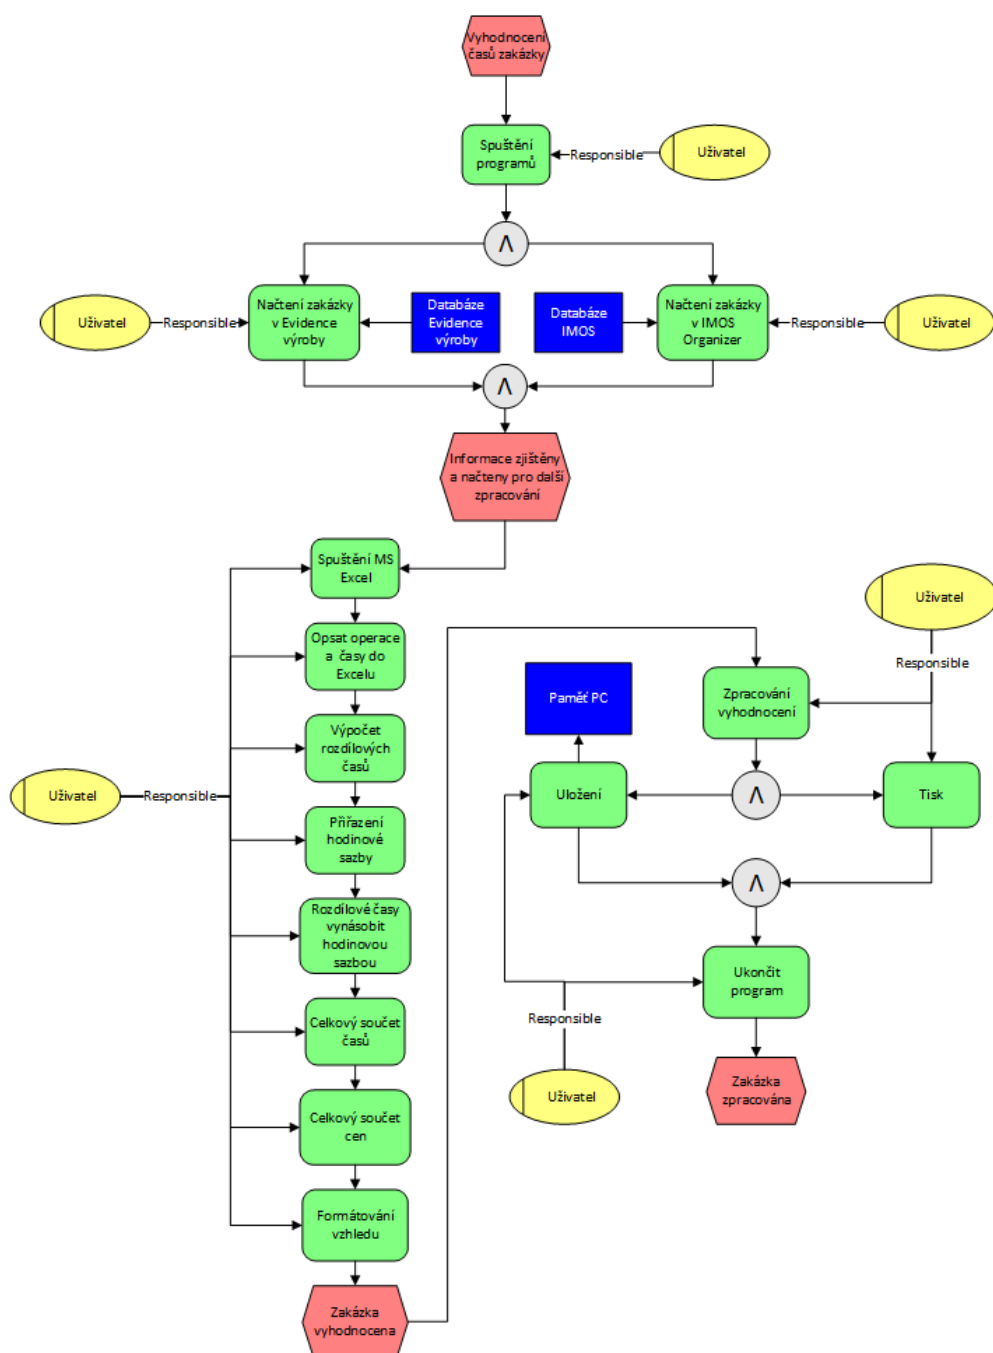 Vyhodnocení
časů zakázky
Spuštění
programů
Responsible
Uživatel
Λ
Uživatel
Responsible
Načtení zakázky
v Evidence
výroby
Databáze
Evidence
výroby
Databáze
IMOS
Načtení zakázky
v IMOS
Organizer
Responsible
Uživatel
Λ
Informace zjištěny
a načteny pro další
zpracování
Spuštění MS
Excel
Opsat operace
a časy do
Excelu
Výpočet
rozdílových
časů
Uživatel
Responsible
Přiřazení
hodinové
sazby
Rozdílové časy
vynásobit
hodinovou
sazbou
Celkový součet
časů
Celkový součet
cen
Formátování
vzhledu
Zakázka
vyhodnocena
Uživatel
Responsible
Zpracování
vyhodnocení
Paměť PC
Uložení
Λ
Tisk
Λ
Ukončit
program
Responsible
Uživatel
Zakázka
zpracována